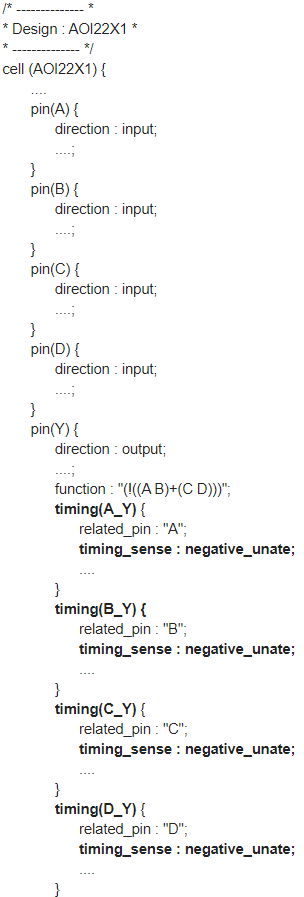 /* -------------- *
* Design : AOI22X1 *
* -------------- */
cell (AOI22X1) {
....
pin(A) {
direction : input;
....;
}
pin(B) {
direction : input;
....;
}
pin(C) {
direction : input;
....;
}
pin(D) {
direction : input;
....;
}
pin(Y) {
direction : output;
....;
function : "(!((A B)+(C D)))";
timing(A_Y) {
related_pin : "A";
timing_sense : negative_unate;
....
}
timing(B_Y) {
related_pin : "B";
timing_sense : negative_unate;
....
}
timing(C_Y) {
related_pin : "C";
timing_sense : negative_unate;
....
}
timing(D_Y) {
related_pin : "D";
timing_sense : negative_unate;
....
}